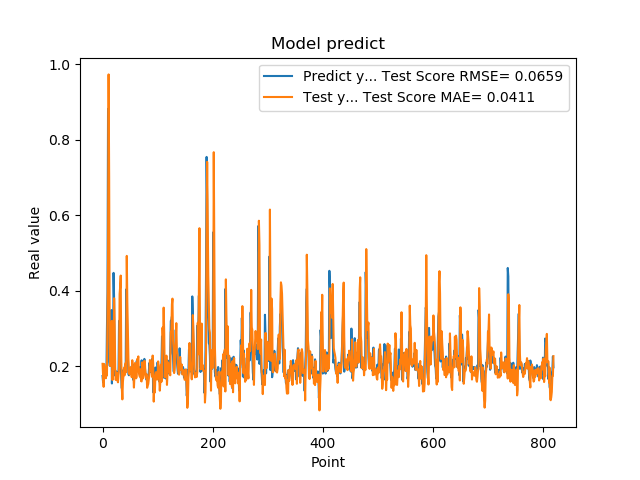 Model predict
Predict y... Test Score RMSE= 0.0659
Test y... Test Score MAE= 0.0411
Real value
1.0
0.8
0.6
0.4
0.2
0 200 400 600 800
Point